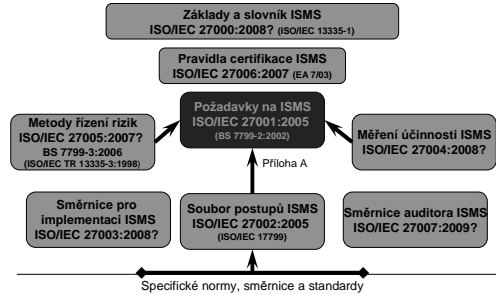 Základy a slovník ISMS
ISO/IEC 27000:2008? (ISO/IEC 13335-1)
Pravidla certifikace ISMS
ISO/IEC 27006:2007 (EA 7/03)
Požadavky na ISMS
ISO/IEC 27001:2005
(BS 7799-2:2002)
Metody řízení rizik
ISO/IEC 27005:2007?
BS 7799-3:2006
(ISO/IEC TR 13335-3:1998)
Měření účinnosti ISMS
ISO/IEC 27004:2008?
Příloha A
Směrnice pro
implementaci ISMS
ISO/IEC 27003:2008?
Soubor postupů ISMS
ISO/IEC 27002:2005
(ISO/IEC 17799)
Směrnice auditora ISMS
ISO/IEC 27007:2009?
Specifické normy, směrnice a standardy